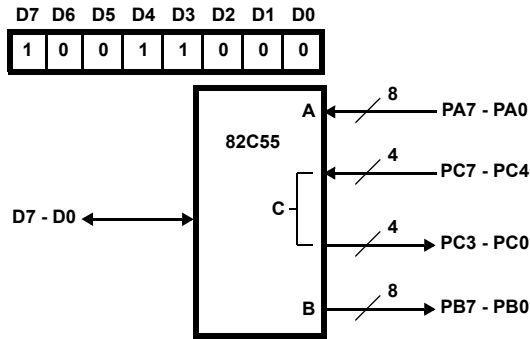 D7 D6 D5 D4 D3 D2 D1 D0
1 0 0 1 1 0 0 0
8
A PA7 - PA0
82C55
4
PC7 - PC4
C
D7 - D0
4
PC3 - PC0
8
B PB7 - PB0